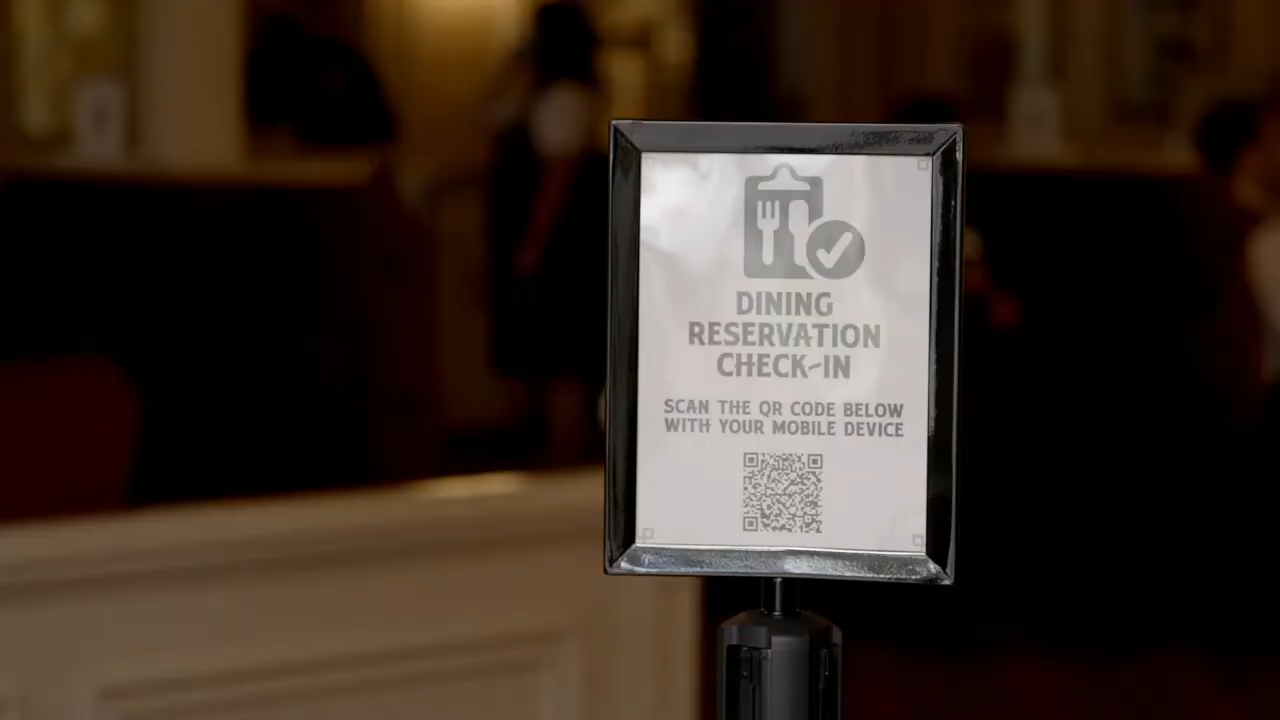 DINING
RESERVATION
CHECK-IN
SCAN THE QR CODE BELOW
WITH YOUR MOBILE DEVICE